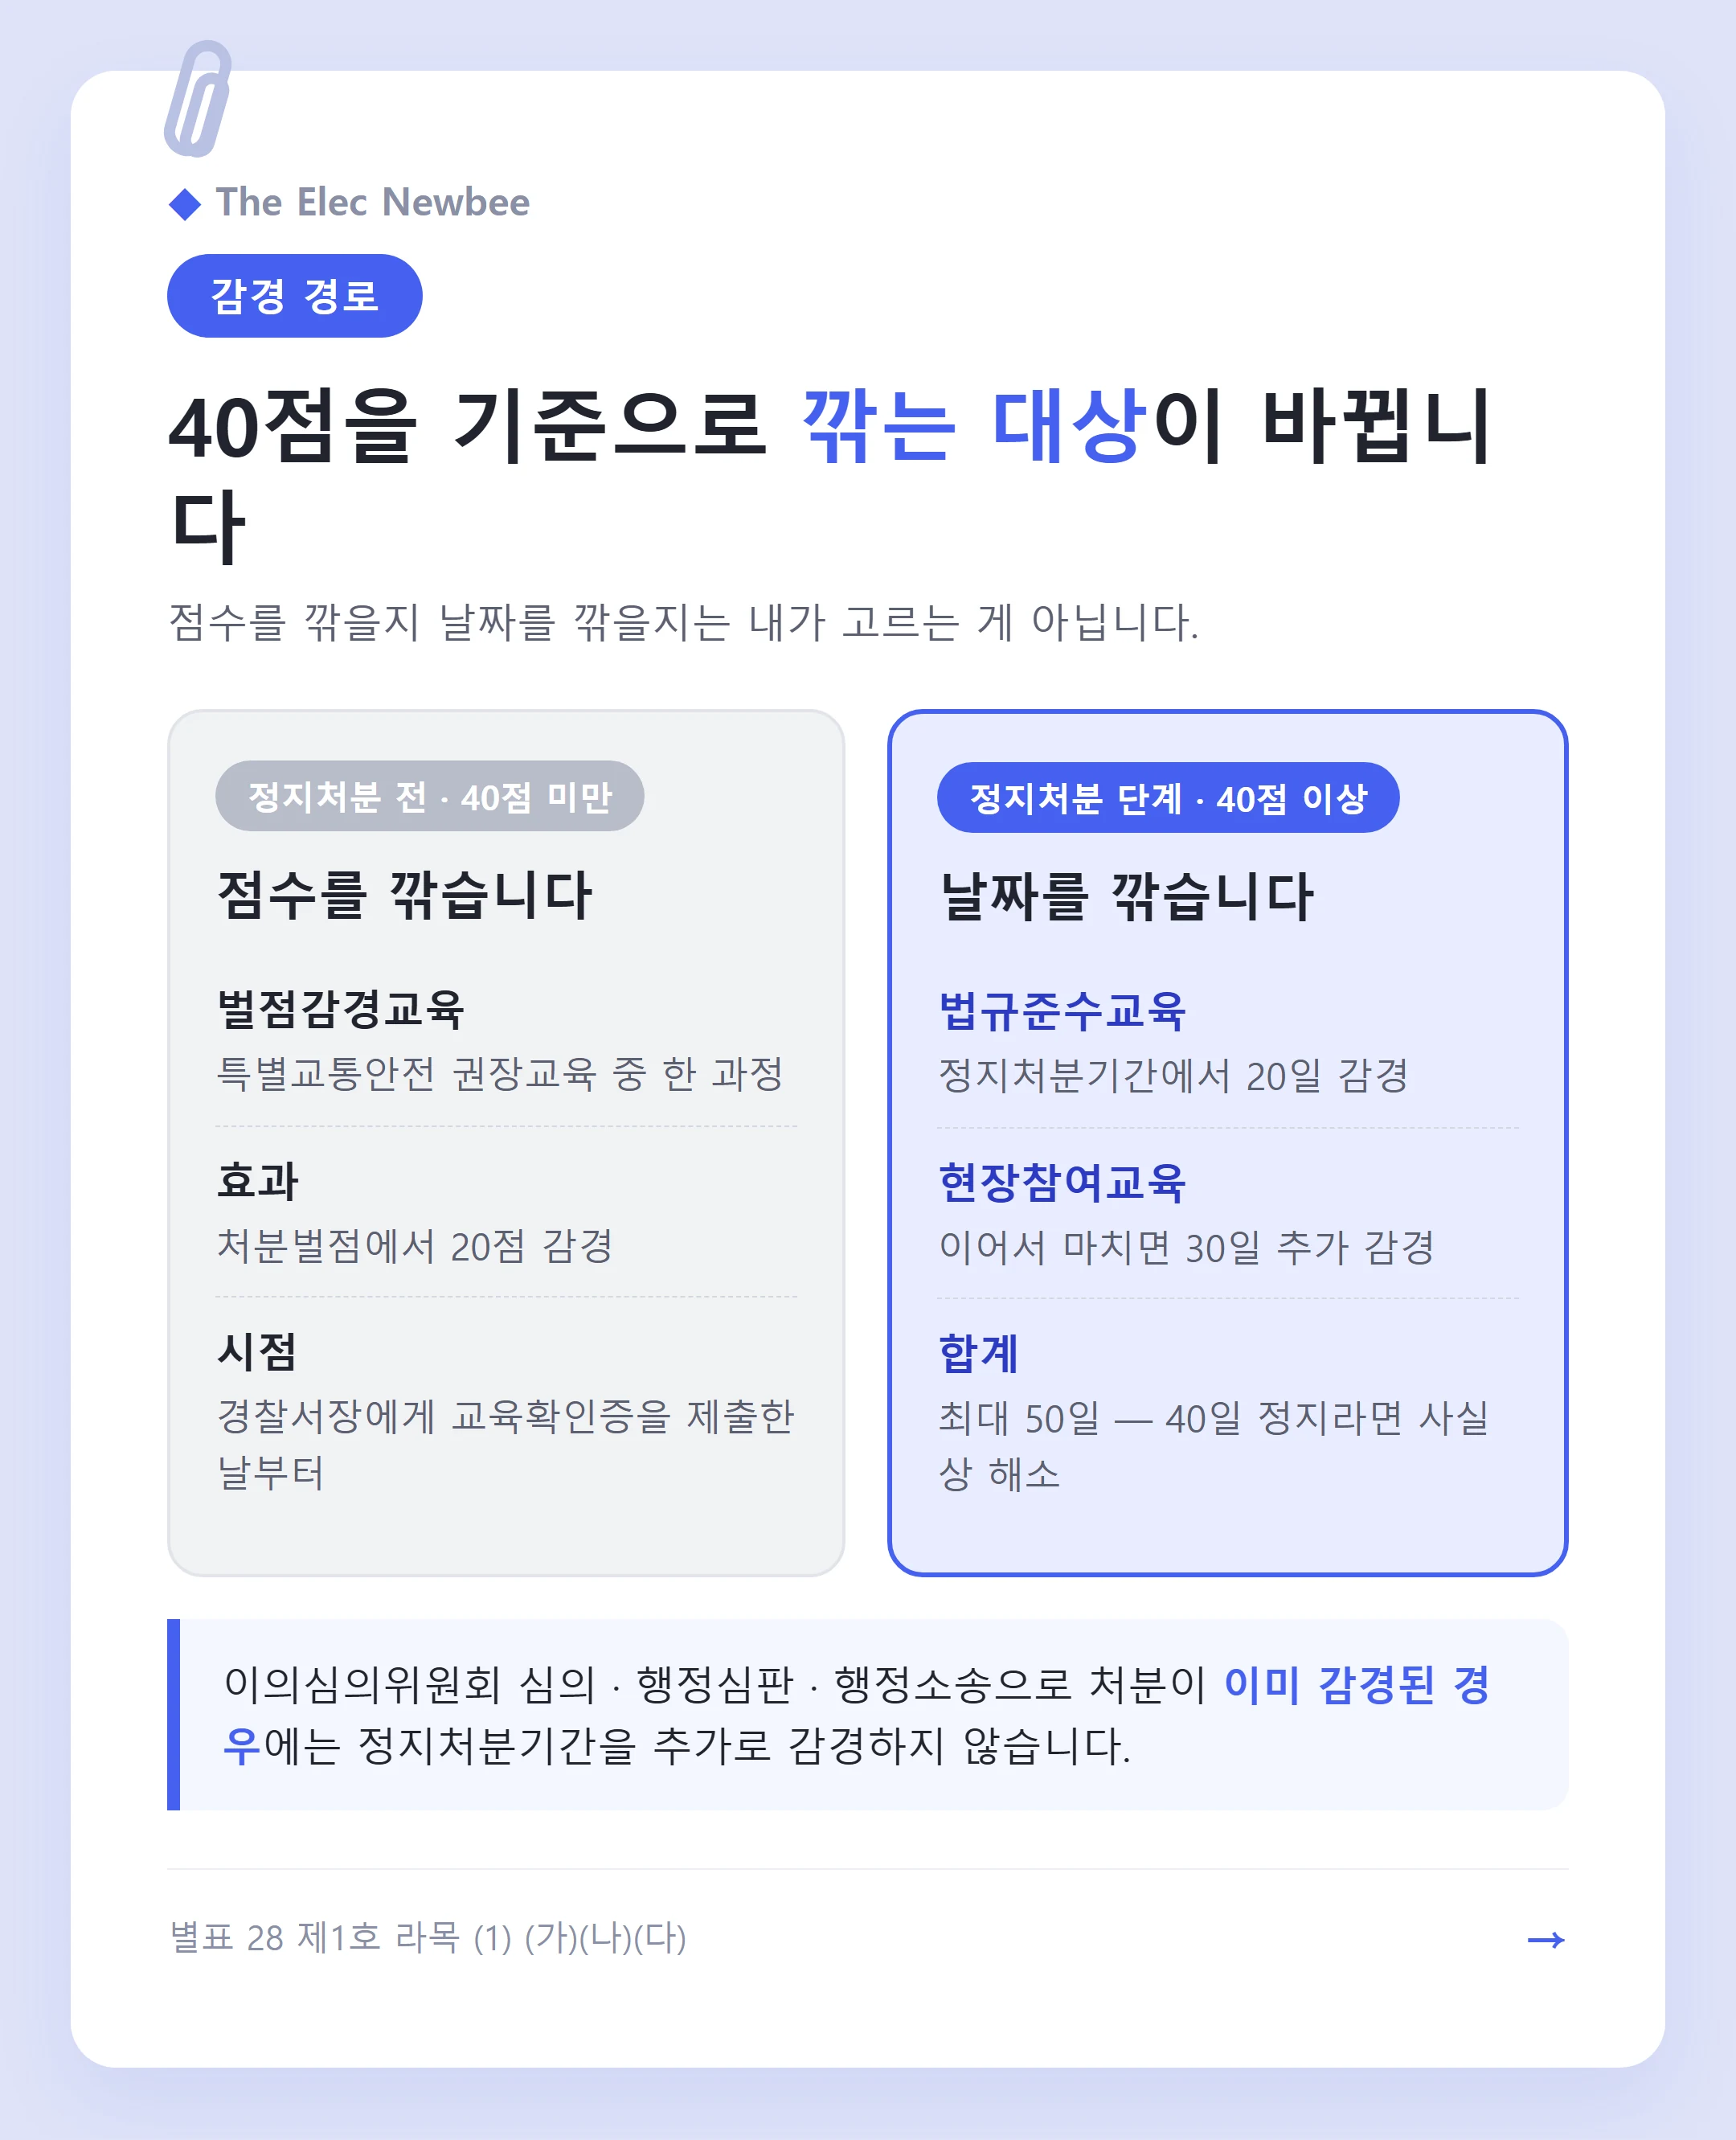 ◆ The Elec Newbee
감경 경로
40점을 기준으로 깎는 대상이 바뀝니
다
점수를 깎을지 날짜를 깎을지는 내가 고르는 게 아닙니다.
정지처분 전 · 40점 미만
점수를 깎습니다
벌점감경교육
특별교통안전 권장교육 중 한 과정
효과
처분벌점에서 20점 감경
시점
경찰서장에게 교육확인증을 제출한
날부터
정지처분 단계 · 40점 이상
날짜를 깎습니다
법규준수교육
정지처분기간에서 20일 감경
현장참여교육
이어서 마치면 30일 추가 감경
합계
최대 50일 — 40일 정지라면 사실
상 해소
이의심의위원회 심의 · 행정심판 · 행정소송으로 처분이 이미 감경된 경
우에는 정지처분기간을 추가로 감경하지 않습니다.
별표 28 제1호 라목 (1) (가)(나)(다)
→